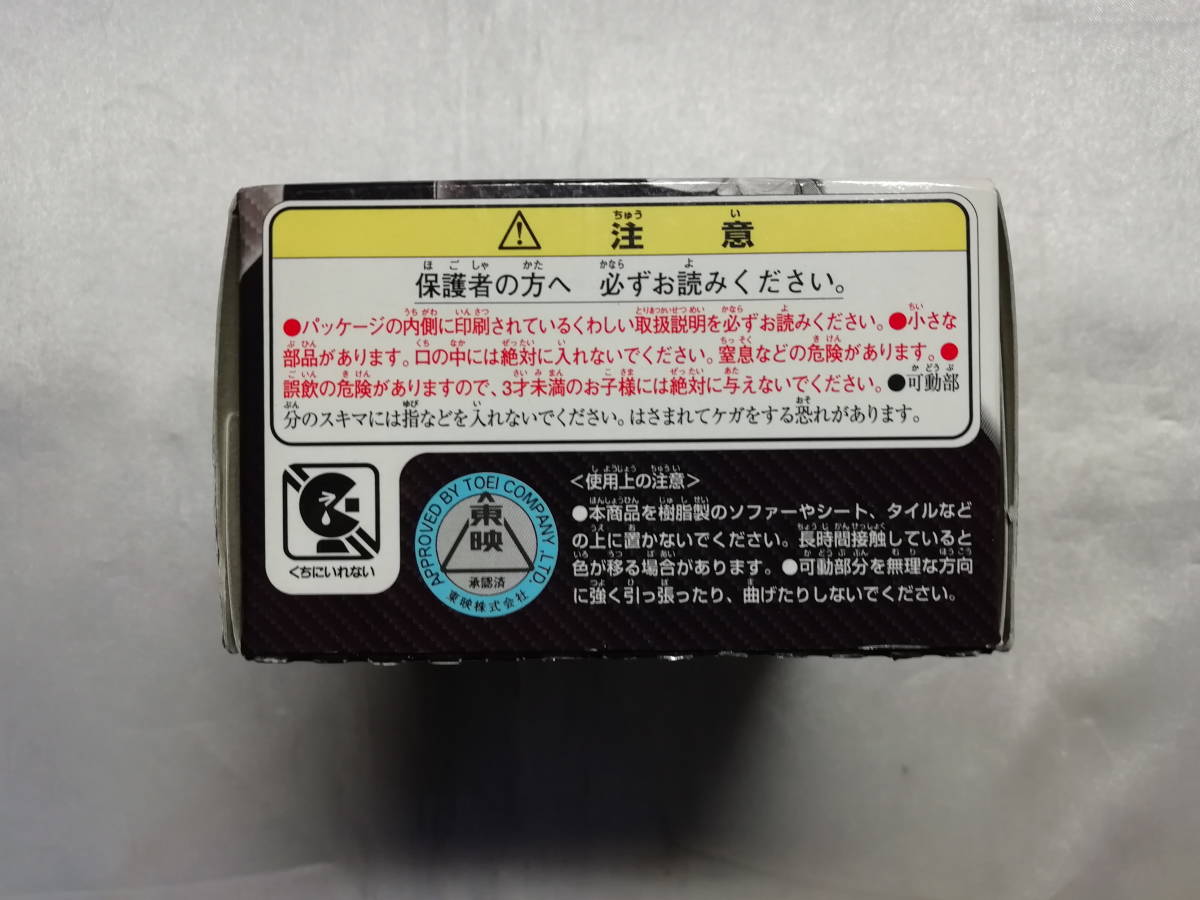 注意
保護者の方へ 必ずお読みください。
●パッケージの内側に印刷されているくわしい取扱説明を必ずお読みください。●小さな
部品があります。口の中には絶対に入れないでください。窒息などの危険があります。●
誤飲の危険がありますので、3才未満のお子様には絶対に与えないでください。●可動部
分のスキマには指などを入れないでください。はさまれてケガをする恐れがあります。
くちにいれない
APPROVED BY TOEI COMPANY ,LTD.
東映
承認済
東映株式会社
<使用上の注意>
●本商品を樹脂製のソファーやシート、タイルなど
の上に置かないでください。長時間接触していると
色が移る場合があります。●可動部分を無理な方向
に強く引っ張ったり、曲げたりしないでください。